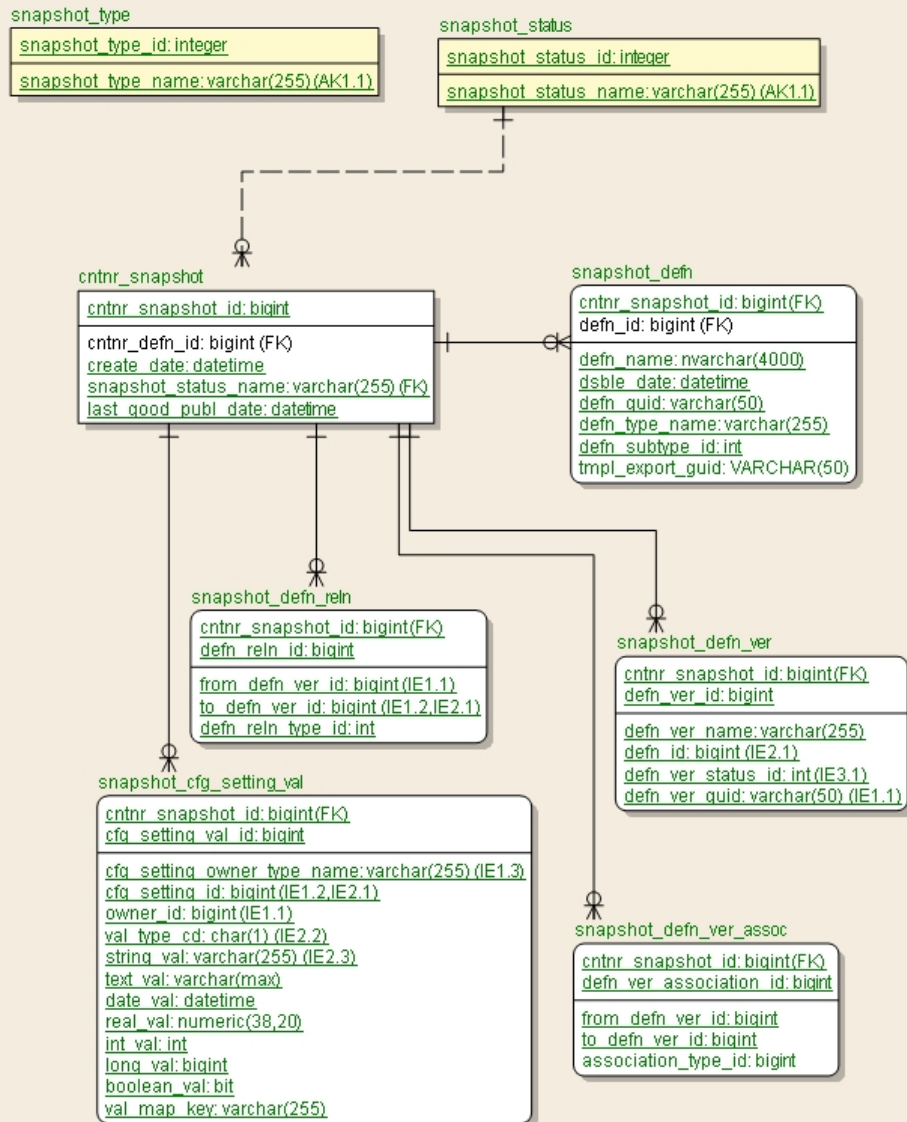 snapshot_type
snapshot_type_id: integer
snapshot_type_name: varchar(255) (AK1.1)
snapshot_status
snapshot_status_id: integer
snapshot_status_name: varchar(255) (AK1.1)
cntnr_snapshot
cntnr_snapshot_id: bigint
cntnr_defn_id: bigint (FK)
create_date: datetime
snapshot_status_name: varchar(255) (FK)
last_good_publ_date: datetime
snapshot_defn
cntnr_snapshot_id: bigint (FK)
defn_id: bigint (FK)
defn_name: nvarchar(4000)
dsble_date: datetime
defn_guid: varchar(50)
defn_type_name: varchar(255)
defn_subtype_id: int
tmpl_export_guid: VARCHAR(50)
snapshot_defn_reln
cntnr_snapshot_id: bigint (FK)
defn_reln_id: bigint
from_defn_ver_id: bigint (IE1.1)
to_defn_ver_id: bigint (IE1.2,IE2.1)
defn_reln_type_id: int
snapshot_defn_ver
cntnr_snapshot_id: bigint (FK)
defn_ver_id: bigint
defn_ver_name: varchar(255)
defn_id: bigint (IE2.1)
defn_ver_status_id: int (IE3.1)
defn_ver_guid: varchar(50) (IE1.1)
snapshot_cfg_setting_val
cntnr_snapshot_id: bigint (FK)
cfg_setting_val_id: bigint
cfg_setting_owner_type_name: varchar(255) (IE1.3)
cfg_setting_id: bigint (IE1.2,IE2.1)
owner_id: bigint (IE1.1)
val_type_cd: char(1) (IE2.2)
string_val: varchar(255) (IE2.3)
text_val: varchar(max)
date_val: datetime
real_val: numeric(38,20)
int_val: int
long_val: bigint
boolean_val: bit
val_map_key: varchar(255)
snapshot_defn_ver_assoc
cntnr_snapshot_id: bigint (FK)
defn_ver_association_id: bigint
from_defn_ver_id: bigint
to_defn_ver_id: bigint
association_type_id: bigint